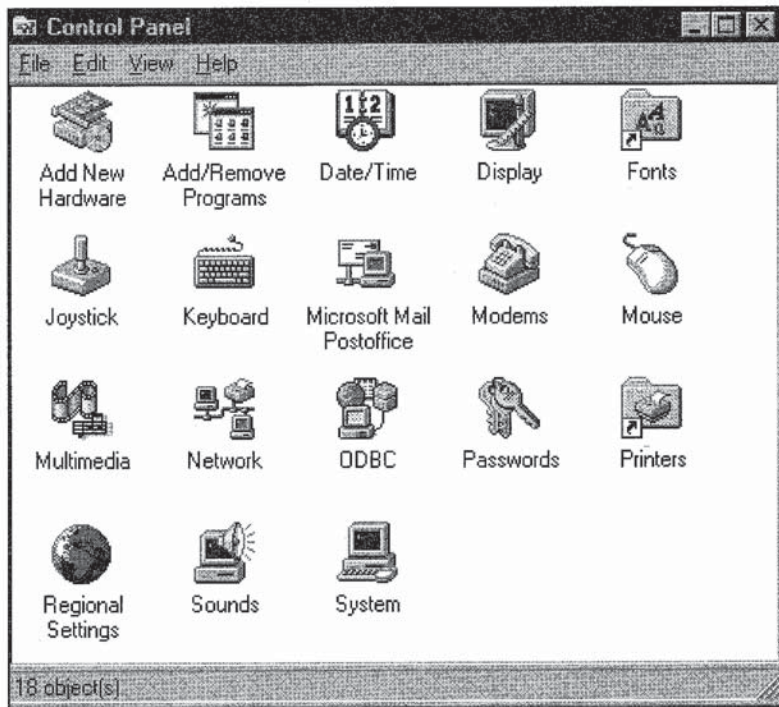 Control Panel
File Edit View Help
Add New Hardware
Add/Remove Programs
Date/Time
Display
Fonts
Joystick
Keyboard
Microsoft Mail Postoffice
Modems
Mouse
Multimedia
Network
ODBC
Passwords
Printers
Regional Settings
Sounds
System
18 object(s)